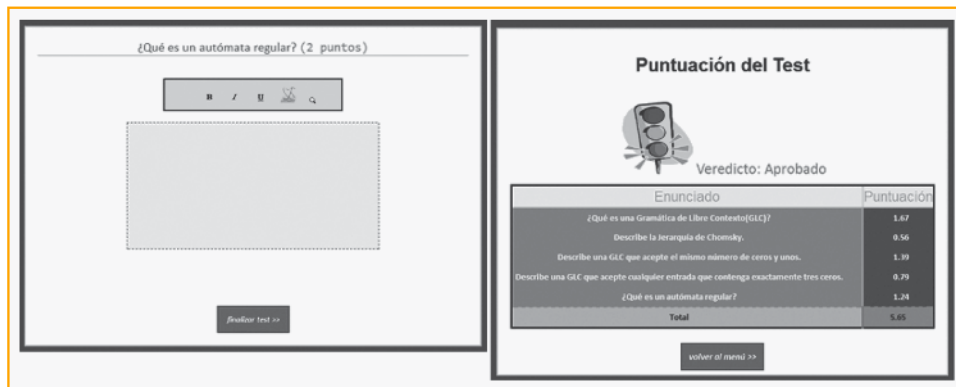 ¿Qué es un autómata regular? (2 puntos)
B I U
finalizar test >>
Puntuación del Test
Veredicto: Aprobado
Enunciado Puntuación
¿Qué es una Gramática de Libre Contexto(GLC)? 1.67
Describe la Jerarquía de Chomsky. 0.56
Describe una GLC que acepte el mismo número de ceros y unos. 1.39
Describe una GLC que acepte cualquier entrada que contenga exactamente tres ceros. 0.79
¿Qué es un autómata regular? 1.24
Total 5.65
volver al menú >>